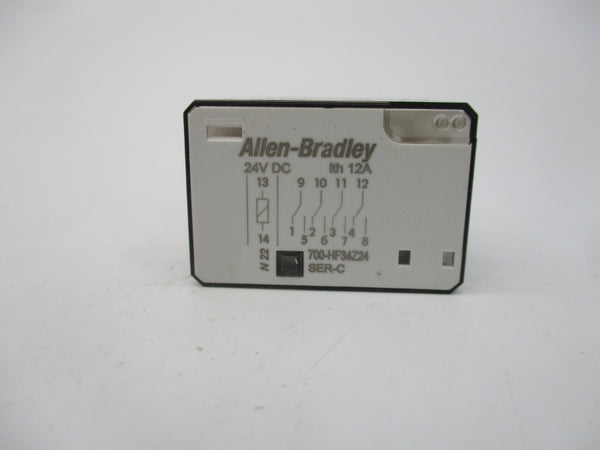 Allen-Bradley
24V DC Ith 12A
13 9 10 11 12
1 2 3 4
5 6 7 8
14
N 22
700-HF34Z24
SER-C